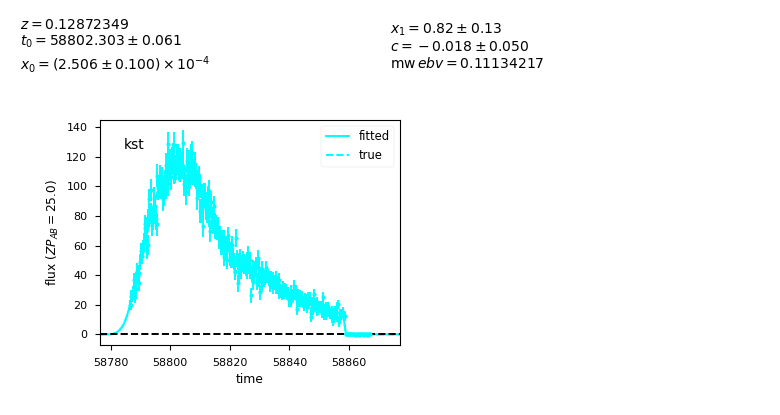 z = 0.12872349
t₀ = 58802.303 ± 0.061
x₀ = (2.506 ± 0.100) × 10⁻⁴
x₁ = 0.82 ± 0.13
c = −0.018 ± 0.050
mw ebv = 0.11134217
kst
fitted
true
140
120
100
80
60
40
20
0
flux (ZP_AB = 25.0)
58780 58800 58820 58840 58860
time